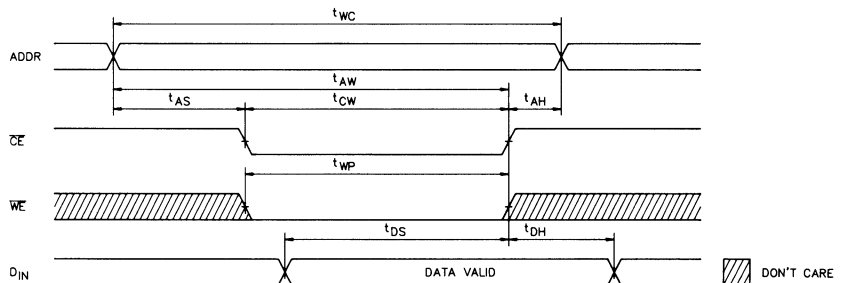 tWC
ADDR
tAW
tAS tCW tAH
CE
tWP
WE
tDS tDH
DIN DATA VALID DON'T CARE